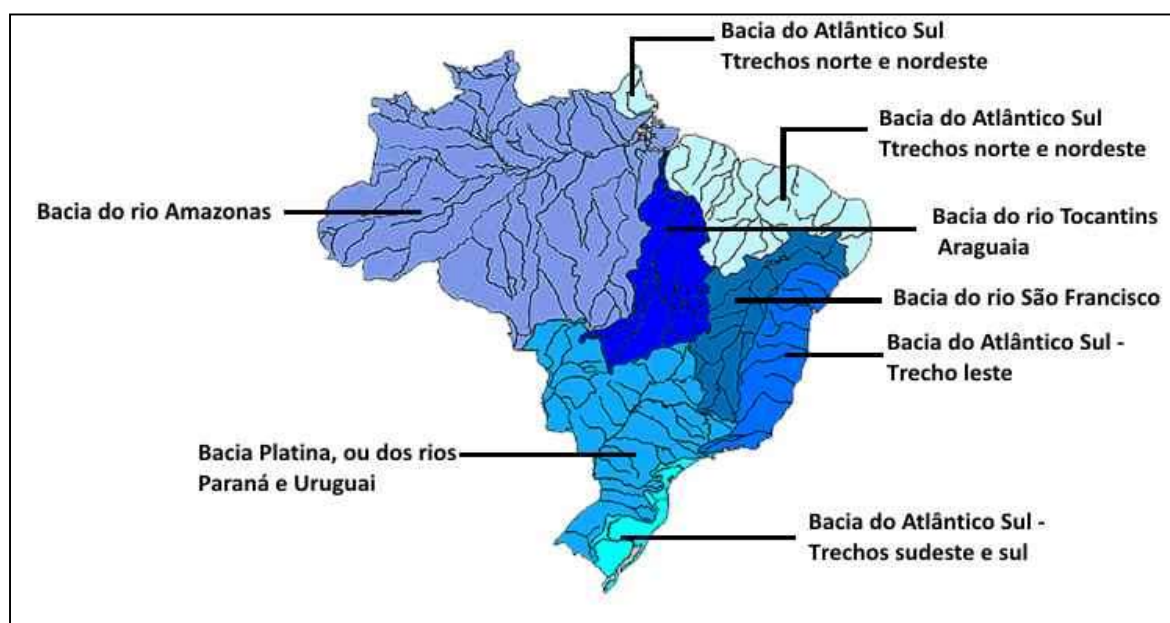 Bacia do Atlântico Sul
Ttrechos norte e nordeste
Bacia do Atlântico Sul
Ttrechos norte e nordeste
Bacia do rio Amazonas
Bacia do rio Tocantins
Araguaia
Bacia do rio São Francisco
Bacia do Atlântico Sul -
Trecho leste
Bacia Platina, ou dos rios
Paraná e Uruguai
Bacia do Atlântico Sul -
Trechos sudeste e sul